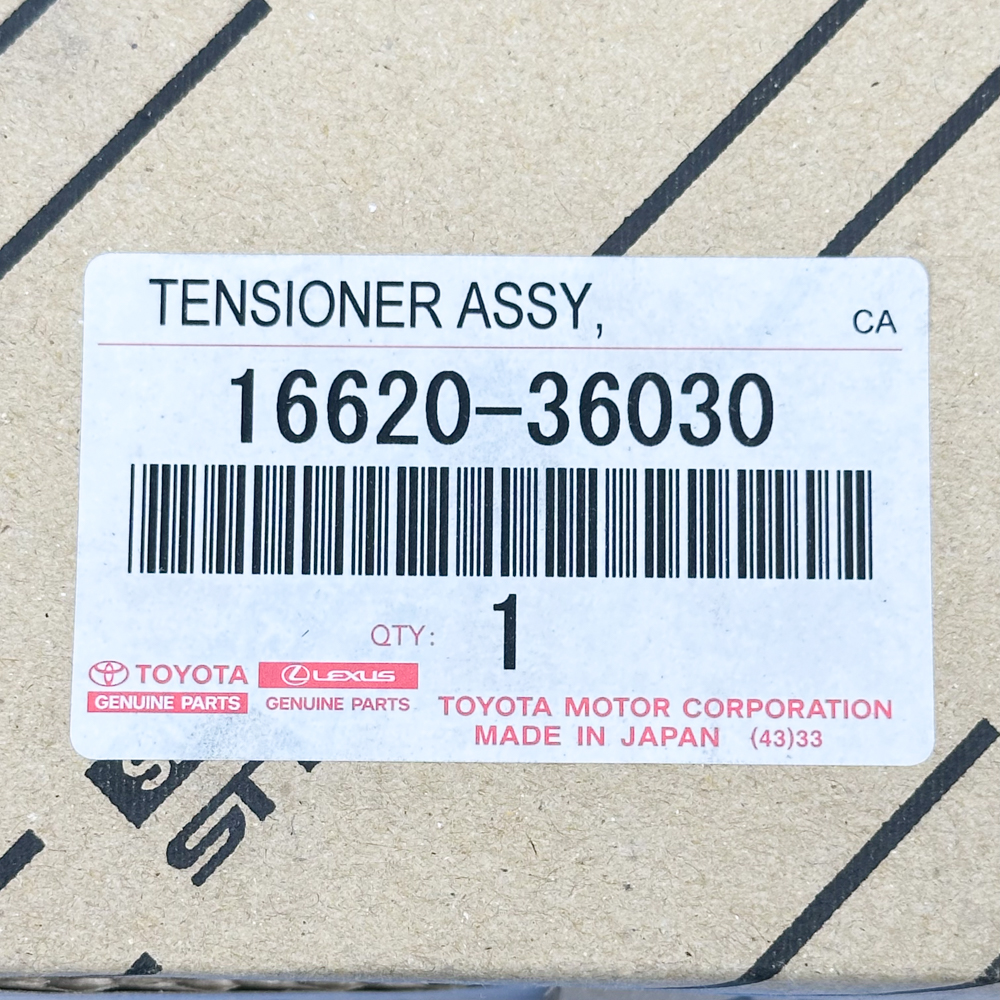 TENSIONER ASSY,
CA
16620-36030
QTY: 1
TOYOTA
GENUINE PARTS
LEXUS
GENUINE PARTS
TOYOTA MOTOR CORPORATION
MADE IN JAPAN (43)33